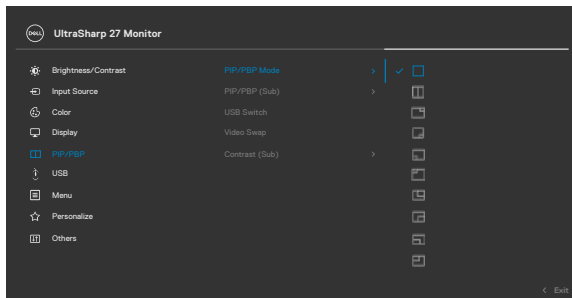 DELL UltraSharp 27 Monitor
Brightness/Contrast PIP/PBP Mode
Input Source PIP/PBP (Sub)
Color USB Switch
Display Video Swap
PIP/PBP Contrast (Sub)
USB
Menu
Personalize
Others
Exit